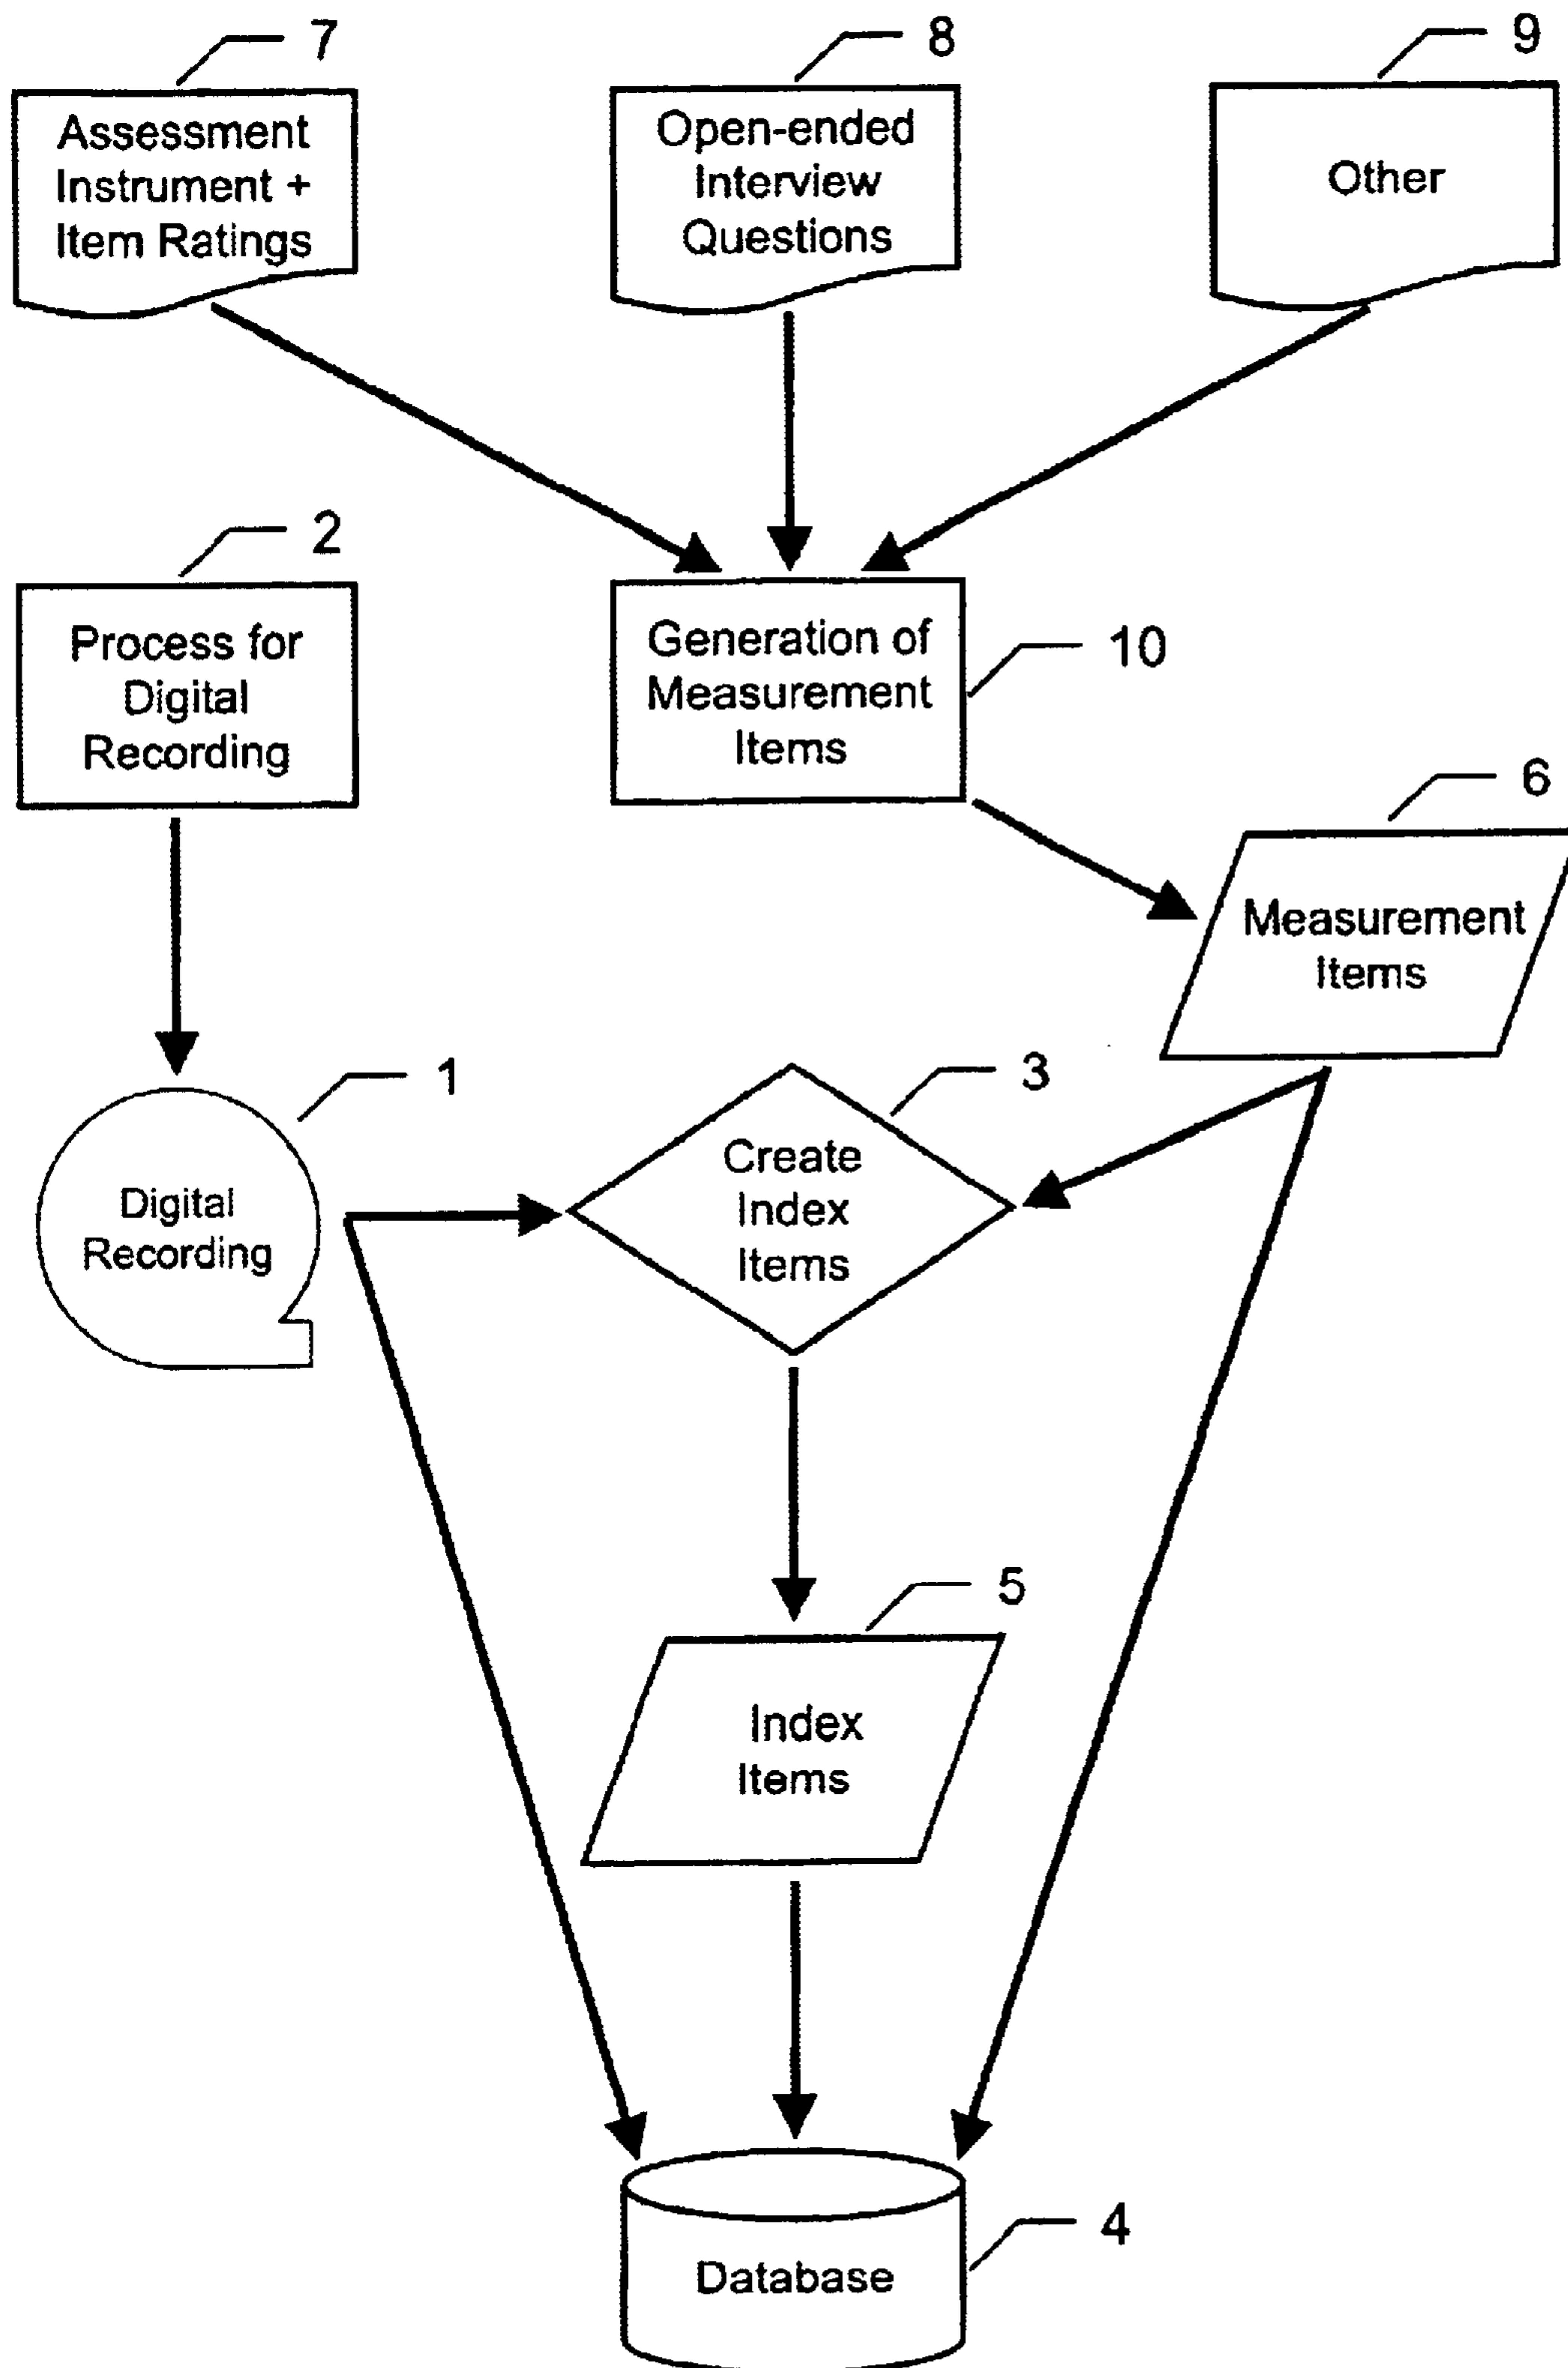 7
Assessment
Instrument +
Item Ratings
8
Open-ended
Interview
Questions
9
Other
2
Process for
Digital
Recording
Generation of
Measurement
Items
10
6
Measurement
Items
1
Digital
Recording
3
Create
Index
Items
5
Index
Items
4
Database